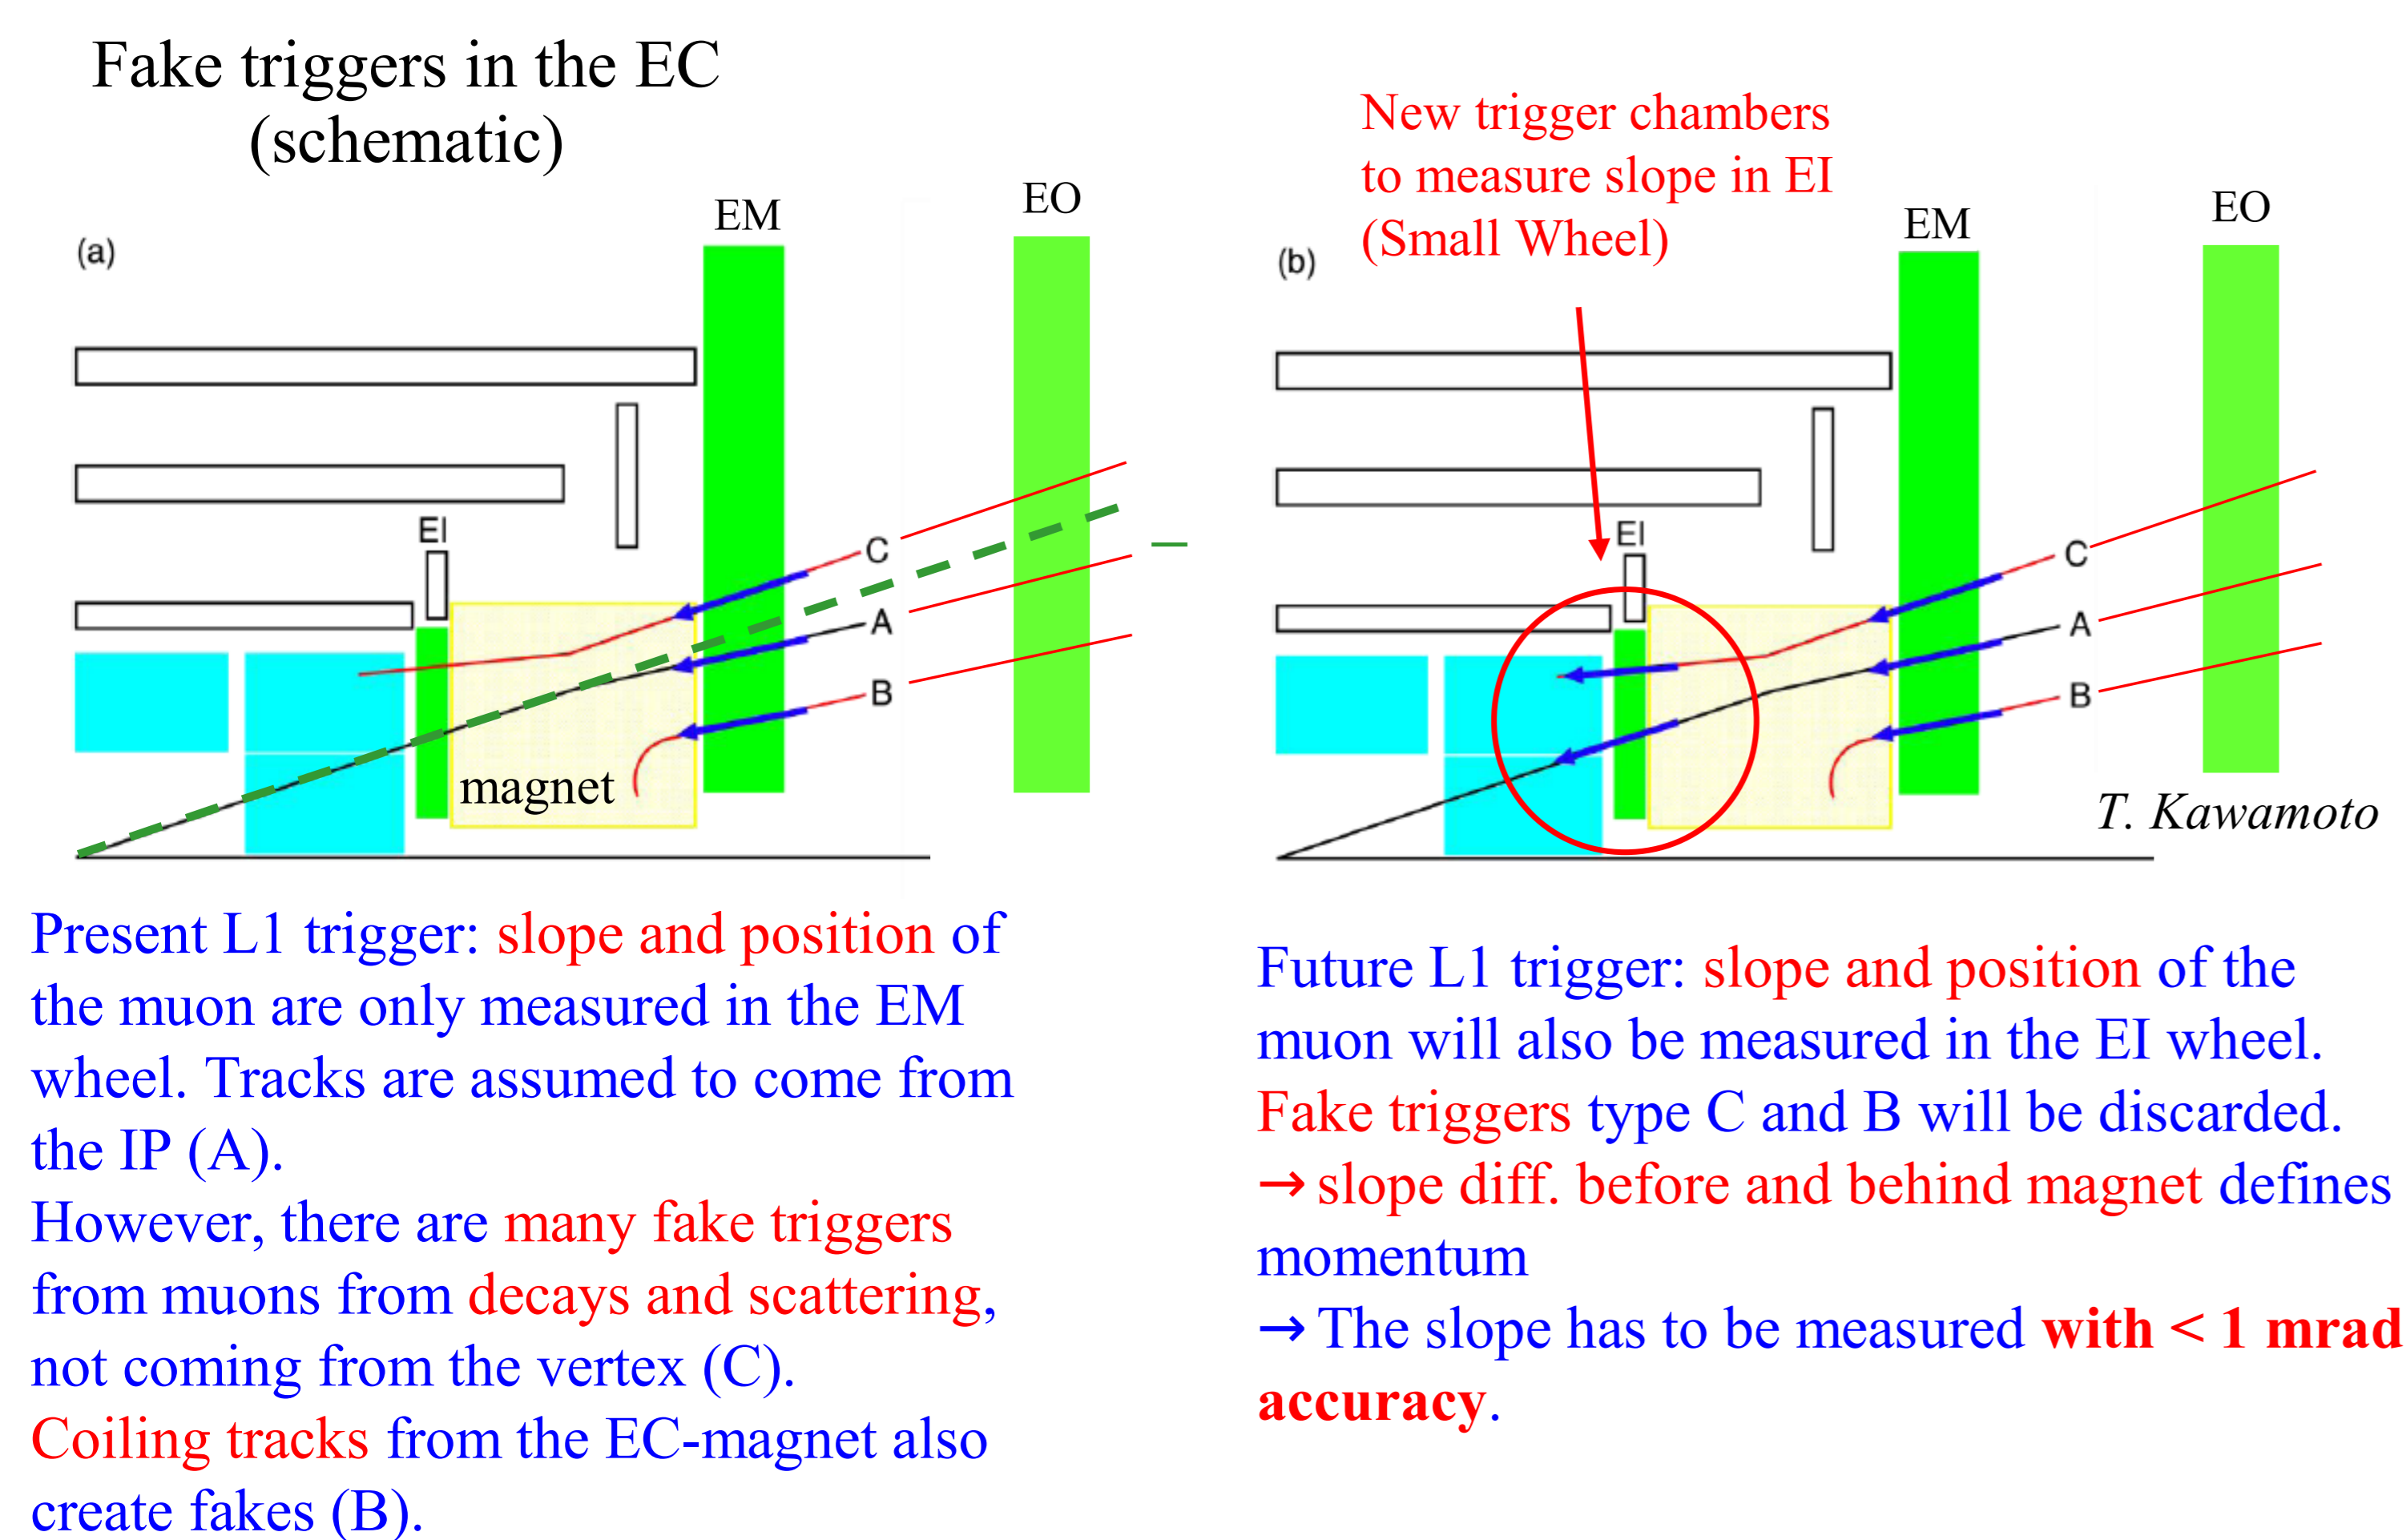 Fake triggers in the EC
(schematic)
(a)
EM
EO
EI
C
A
B
magnet
Present L1 trigger: slope and position of
the muon are only measured in the EM
wheel. Tracks are assumed to come from
the IP (A).
However, there are many fake triggers
from muons from decays and scattering,
not coming from the vertex (C).
Coiling tracks from the EC-magnet also
create fakes (B).
New trigger chambers
to measure slope in EI
(Small Wheel)
(b)
EM
EO
EI
C
A
B
T. Kawamoto
Future L1 trigger: slope and position of the
muon will also be measured in the EI wheel.
Fake triggers type C and B will be discarded.
→ slope diff. before and behind magnet defines
momentum
→ The slope has to be measured with < 1 mrad
accuracy.